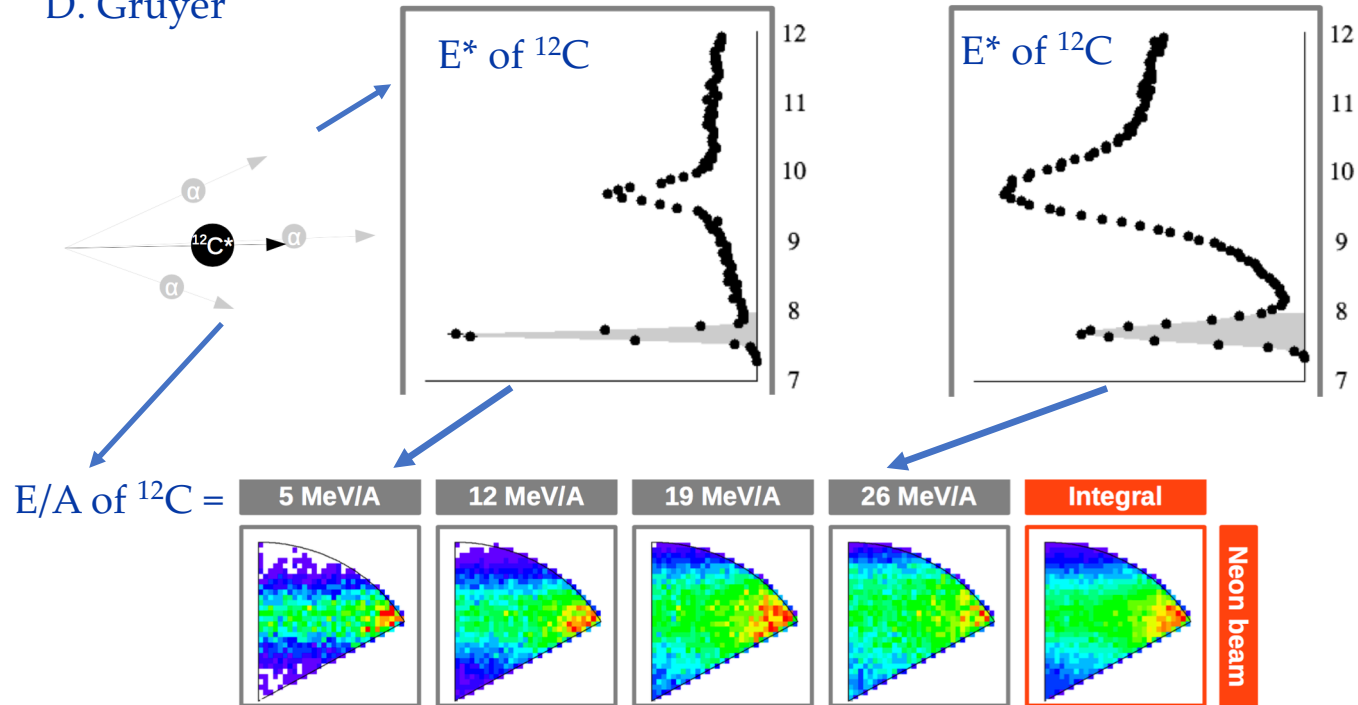 D. Gruyer
E* of ¹²C
12
11
10
9
8
7
E* of ¹²C
12
11
10
9
8
7
α
¹²C*
α
α
E/A of ¹²C =
5 MeV/A
12 MeV/A
19 MeV/A
26 MeV/A
Integral
Neon beam